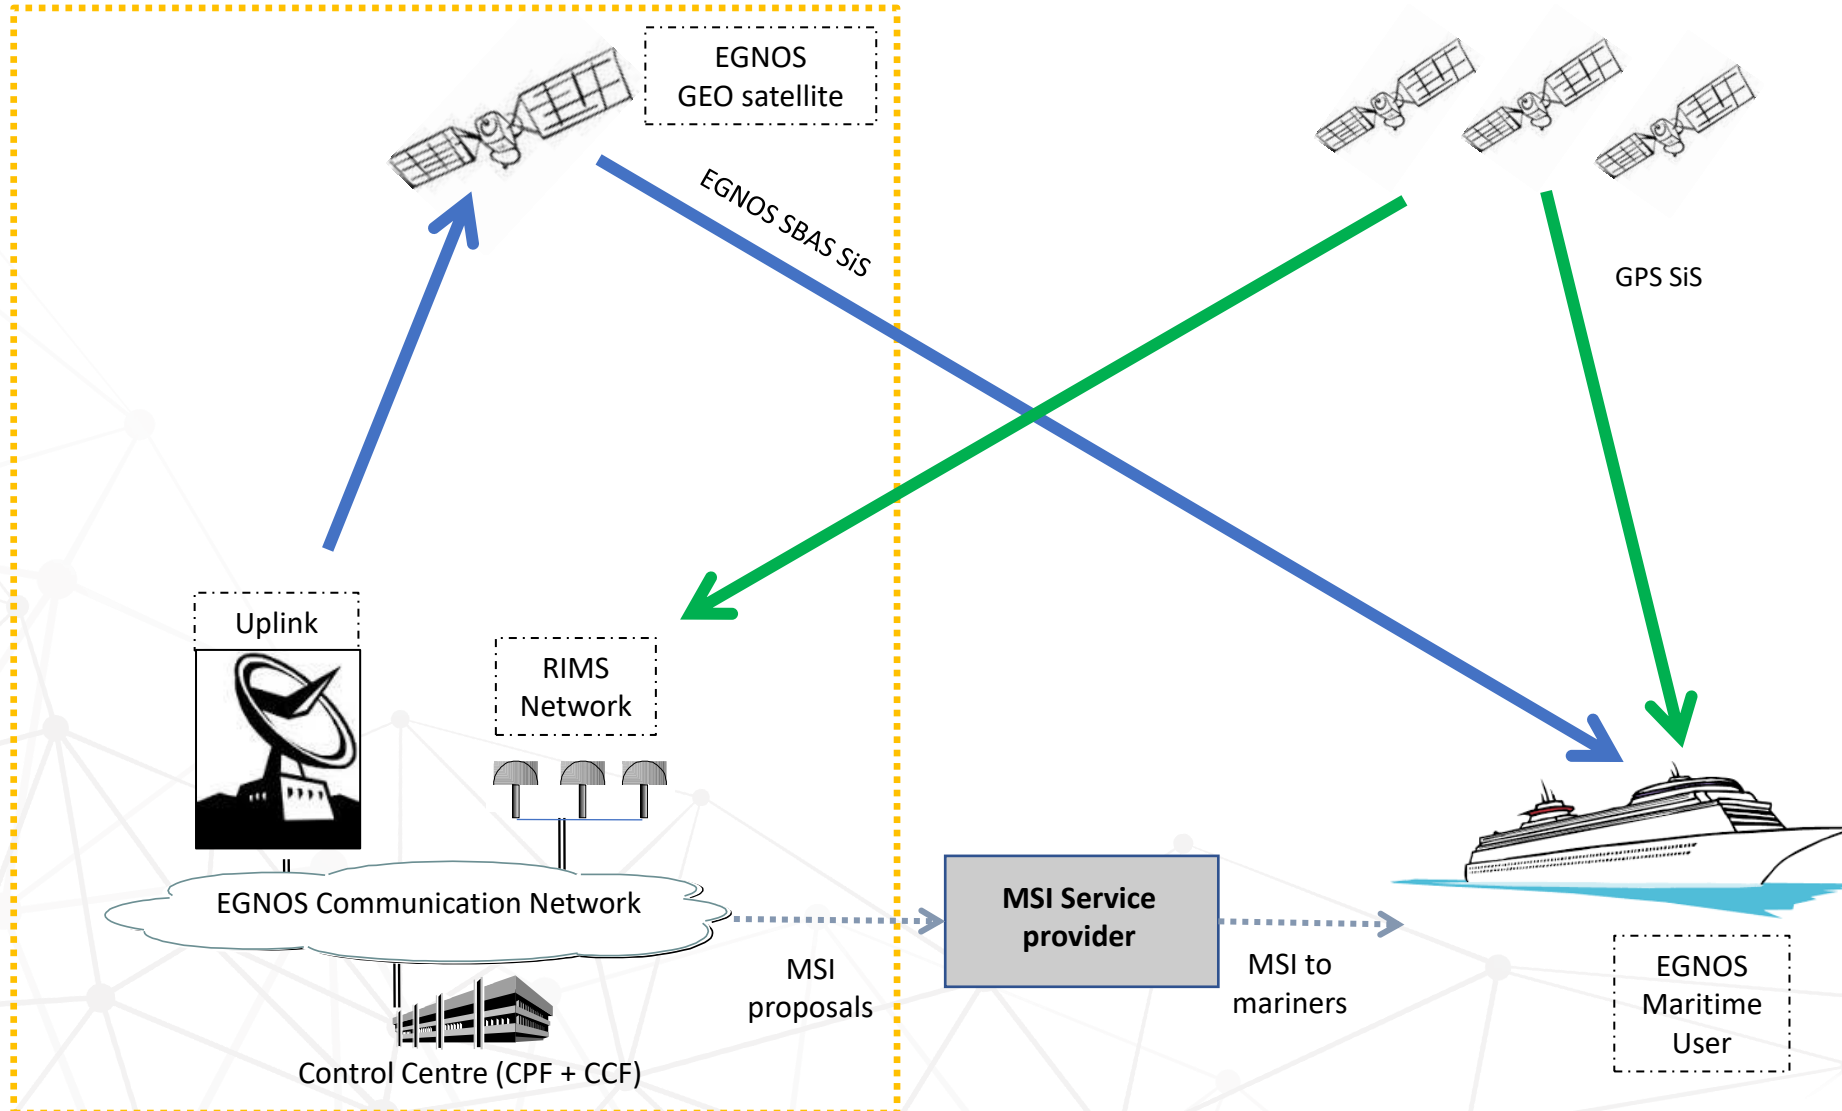 EGNOS
GEO satellite
EGNOS SBAS SiS
GPS SiS
Uplink
RIMS
Network
EGNOS Communication Network
MSI Service
provider
MSI
proposals
MSI to
mariners
EGNOS
Maritime
User
Control Centre (CPF + CCF)